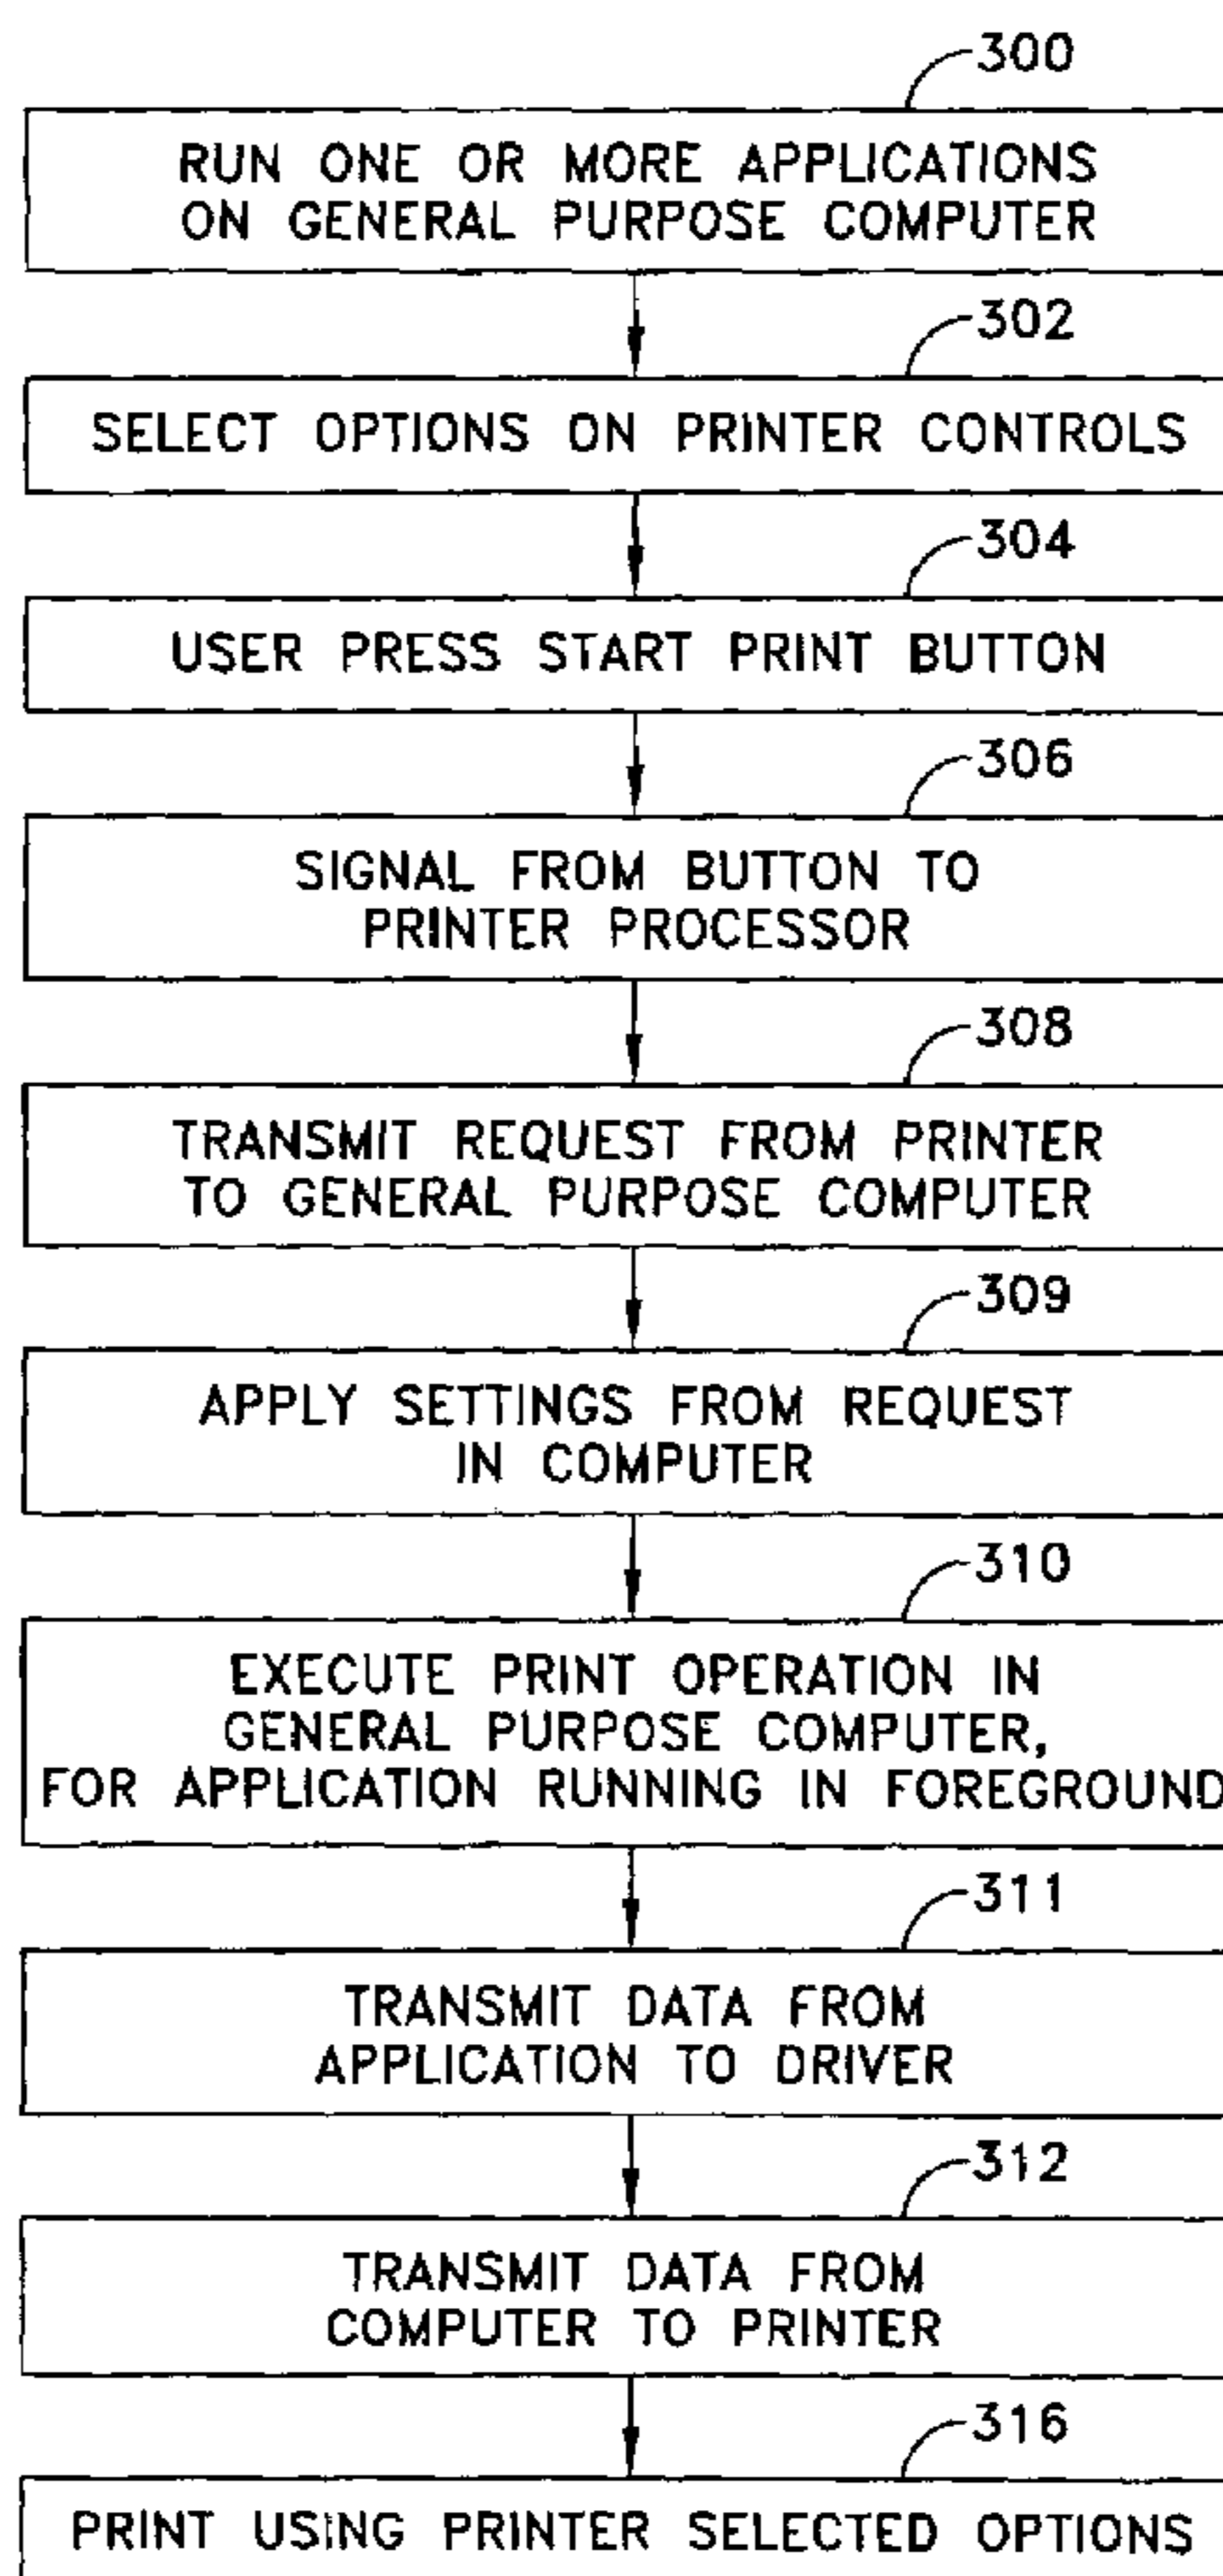 300
RUN ONE OR MORE APPLICATIONS
ON GENERAL PURPOSE COMPUTER
302
SELECT OPTIONS ON PRINTER CONTROLS
304
USER PRESS START PRINT BUTTON
306
SIGNAL FROM BUTTON TO
PRINTER PROCESSOR
308
TRANSMIT REQUEST FROM PRINTER
TO GENERAL PURPOSE COMPUTER
309
APPLY SETTINGS FROM REQUEST
IN COMPUTER
310
EXECUTE PRINT OPERATION IN
GENERAL PURPOSE COMPUTER,
FOR APPLICATION RUNNING IN FOREGROUND
311
TRANSMIT DATA FROM
APPLICATION TO DRIVER
312
TRANSMIT DATA FROM
COMPUTER TO PRINTER
316
PRINT USING PRINTER SELECTED OPTIONS